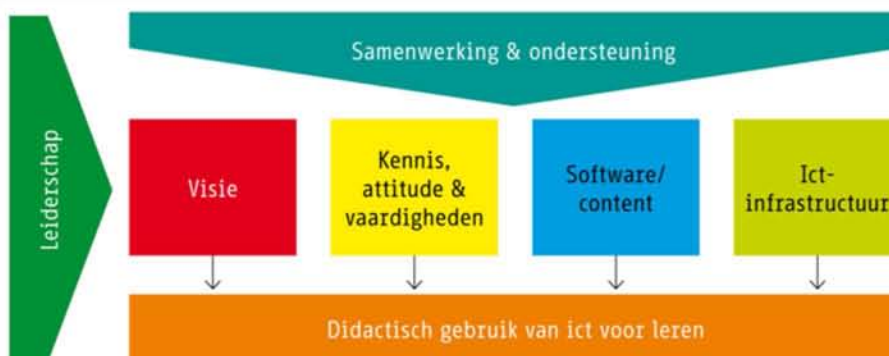 Samenwerking & ondersteuning
Leiderschap
Visie
Kennis,
attitude &
vaardigheden
Software/
content
Ict-
infrastructuur
Didactisch gebruik van ict voor leren